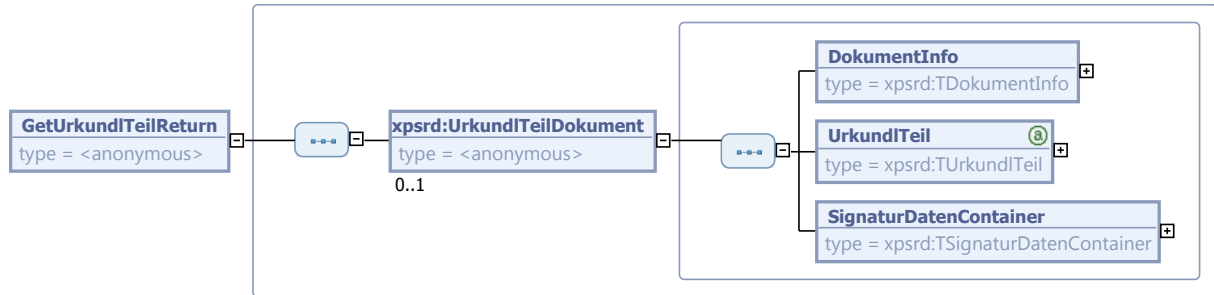 GetUrkundlTeilReturn
type = <anonymous>
xpsrd:UrkundlTeilDokument
type = <anonymous>
0..1
DokumentInfo
type = xpsrd:TDokumentInfo
UrkundlTeil
a
type = xpsrd:TUrkundlTeil
SignaturDatenContainer
type = xpsrd:TSignaturDatenContainer